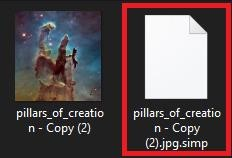 pillars_of_creatio
n - Copy (2)
pillars_of_creatio
n - Copy
(2).jpg.simp